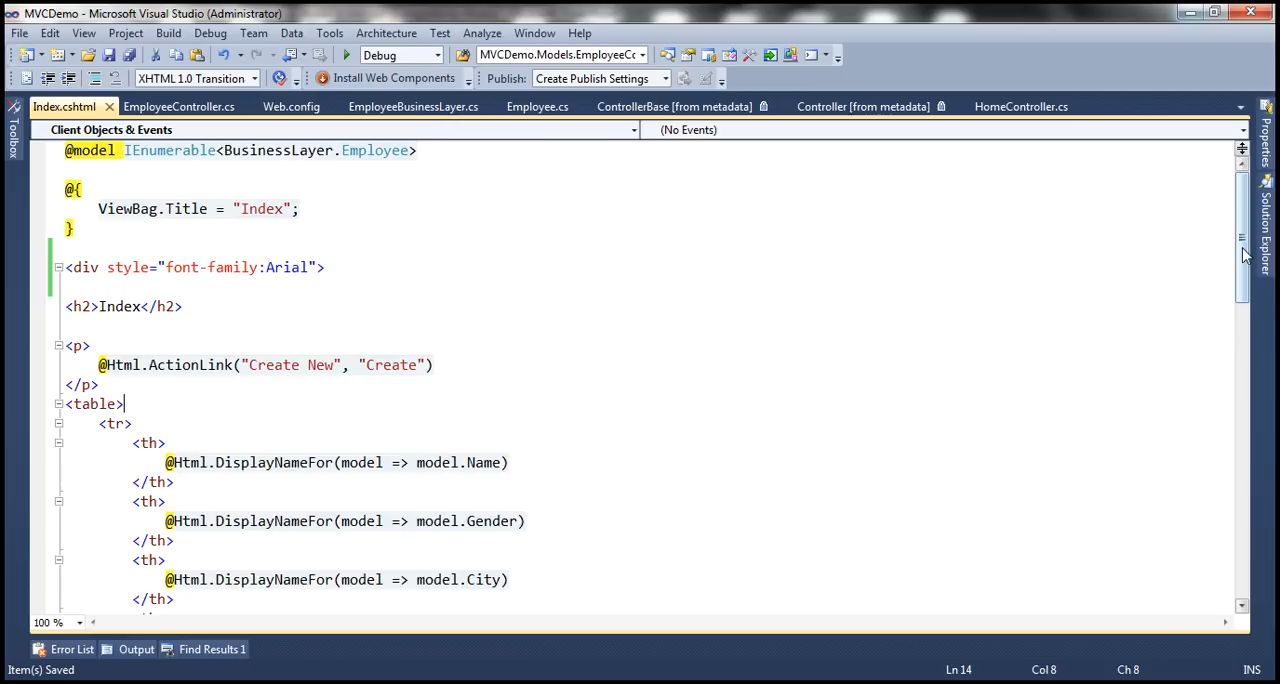 MVCDemo - Microsoft Visual Studio (Administrator)
File Edit View Project Build Debug Team Data Tools Architecture Test Analyze Window Help
Debug MVCDemo.Models.EmployeeCc
XHTML 1.0 Transition Install Web Components Publish: Create Publish Settings
Index.cshtml EmployeeController.cs Web.config EmployeeBusinessLayer.cs Employee.cs ControllerBase [from metadata] Controller [from metadata] HomeController.cs
Client Objects & Events (No Events)
Toolbox
Properties
Solution Explorer
@model IEnumerable<BusinessLayer.Employee>
@{
ViewBag.Title = "Index";
}
<div style="font-family:Arial">
<h2>Index</h2>
<p>
@Html.ActionLink("Create New", "Create")
</p>
<table>
<tr>
<th>
@Html.DisplayNameFor(model => model.Name)
</th>
<th>
@Html.DisplayNameFor(model => model.Gender)
</th>
<th>
@Html.DisplayNameFor(model => model.City)
</th>
100 %
Error List Output Find Results 1
Item(s) Saved Ln 14 Col 8 Ch 8 INS